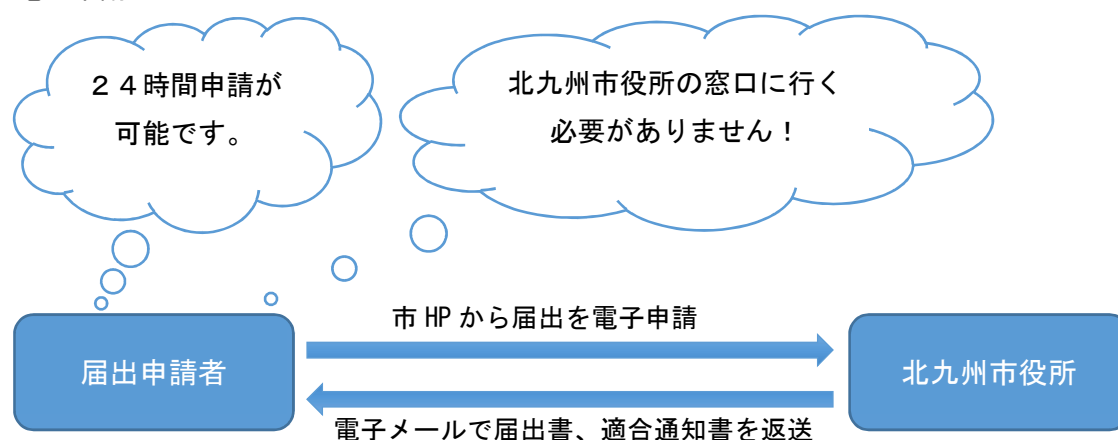 ２４時間申請が
可能です。
北九州市役所の窓口に行く
必要がありません！
市 HP から届出を電子申請
届出申請者
北九州市役所
電子メールで届出書、適合通知書を返送